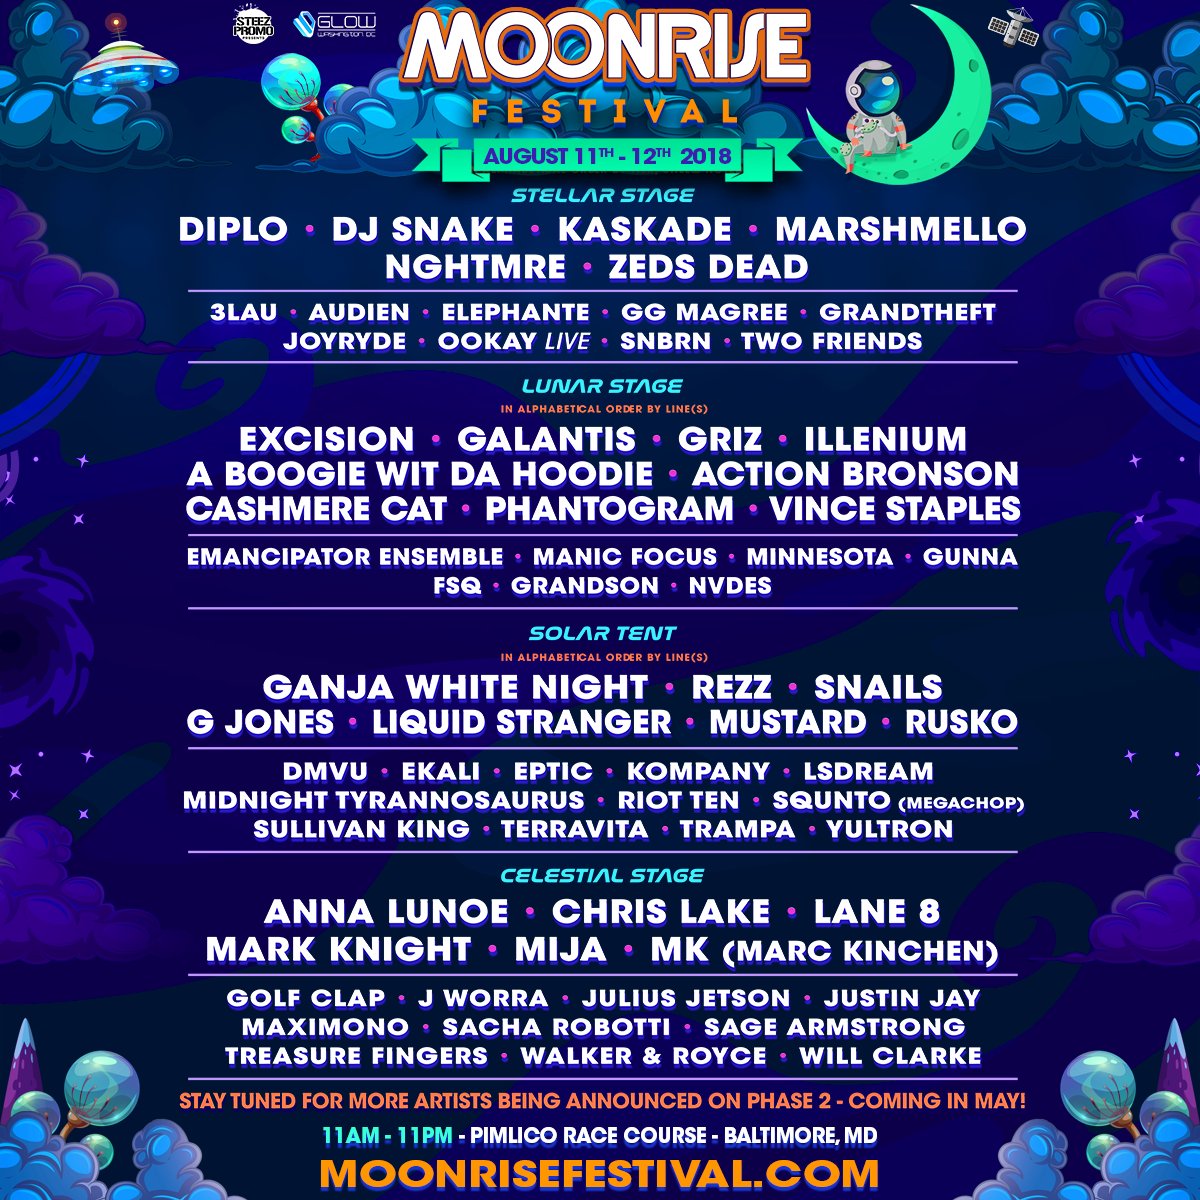 STEEZ
PROMO
PRESENTS
GLOW
WASHINGTON DC
MOONRISE
FESTIVAL
AUGUST 11TH - 12TH 2018
STELLAR STAGE
DIPLO • DJ SNAKE • KASKADE • MARSHMELLO
NGHTMRE • ZEDS DEAD
3LAU • AUDIEN • ELEPHANTE • GG MAGREE • GRANDTHEFT
JOYRYDE • OOKAY LIVE • SNBRN • TWO FRIENDS
LUNAR STAGE
IN ALPHABETICAL ORDER BY LINE(S)
EXCISION • GALANTIS • GRIZ • ILLENIUM
A BOOGIE WIT DA HOODIE • ACTION BRONSON
CASHMERE CAT • PHANTOGRAM • VINCE STAPLES
EMANCIPATOR ENSEMBLE • MANIC FOCUS • MINNESOTA • GUNNA
FSQ • GRANDSON • NVDES
SOLAR TENT
IN ALPHABETICAL ORDER BY LINE(S)
GANJA WHITE NIGHT • REZZ • SNAILS
G JONES • LIQUID STRANGER • MUSTARD • RUSKO
DMVU • EKALI • EPTIC • KOMPANY • LSDREAM
MIDNIGHT TYRANNOSAURUS • RIOT TEN • SQUNTO (MEGACHOP)
SULLIVAN KING • TERRAVITA • TRAMPA • YULTRON
CELESTIAL STAGE
ANNA LUNOE • CHRIS LAKE • LANE 8
MARK KNIGHT • MIJA • MK (MARC KINCHEN)
GOLF CLAP • J WORRA • JULIUS JETSON • JUSTIN JAY
MAXIMONO • SACHA ROBOTTI • SAGE ARMSTRONG
TREASURE FINGERS • WALKER & ROYCE • WILL CLARKE
STAY TUNED FOR MORE ARTISTS BEING ANNOUNCED ON PHASE 2 - COMING IN MAY!
11AM - 11PM - PIMLICO RACE COURSE - BALTIMORE, MD
MOONRISEFESTIVAL.COM